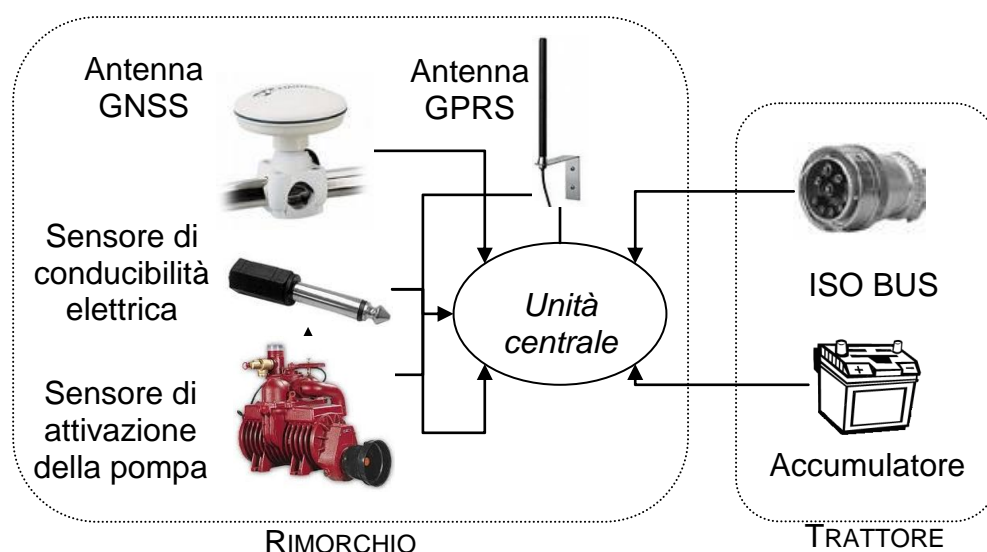 Antenna
GNSS
Antenna
GPRS
Sensore di
conducibilità
elettrica
Unità
centrale
Sensore di
attivazione
della pompa
RIMORCHIO
ISO BUS
+ -
Accumulatore
TRATTORE